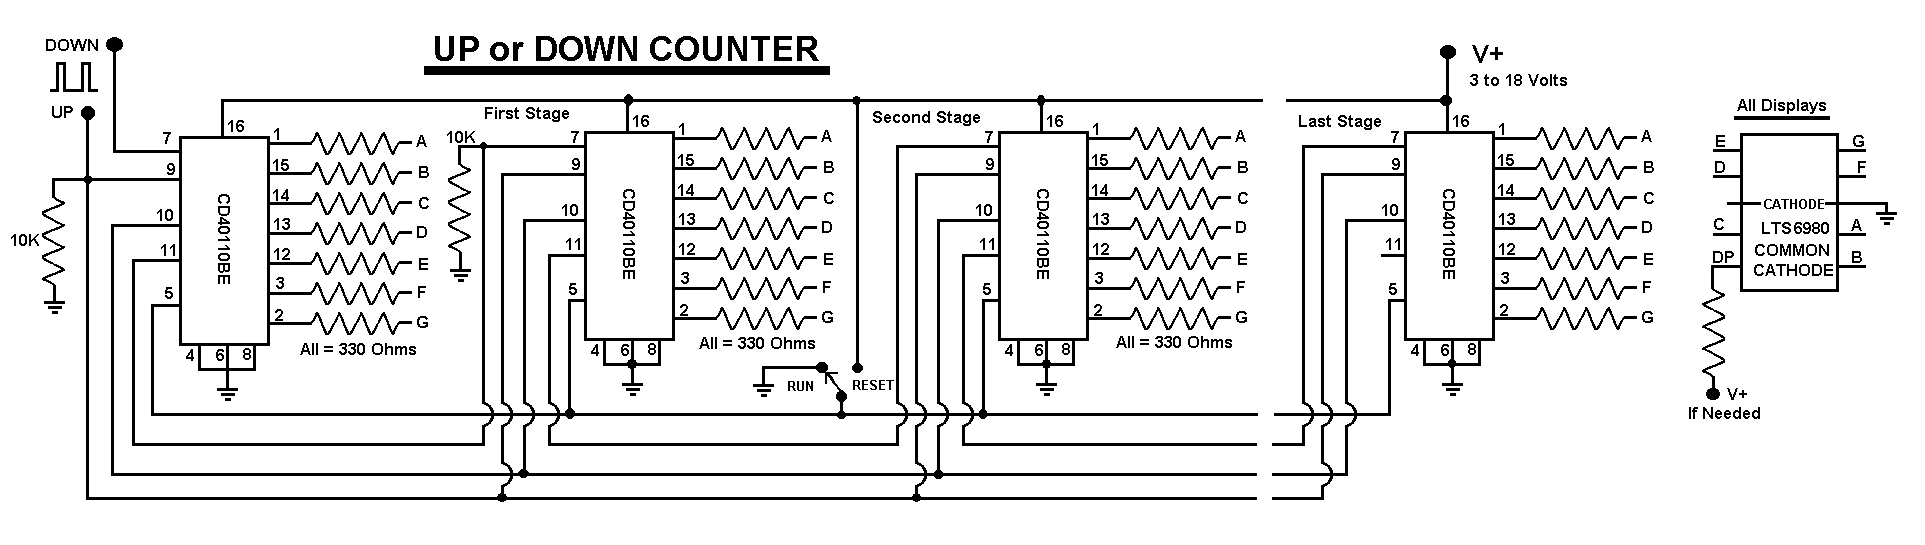 UP or DOWN COUNTER
DOWN
UP
V+
3 to 18 Volts
First Stage
Second Stage
Last Stage
All Displays
10K
7
9
10
11
5
16
CD40110BE
4 6 8
1 A
15 B
14 C
13 D
12 E
3 F
2 G
All = 330 Ohms
10K
7
9
10
11
5
16
CD40110BE
4 6 8
1 A
15 B
14 C
13 D
12 E
3 F
2 G
All = 330 Ohms
RUN
RESET
7
9
10
11
5
16
CD40110BE
4 6 8
1 A
15 B
14 C
13 D
12 E
3 F
2 G
All = 330 Ohms
7
9
10
11
5
16
CD40110BE
4 6 8
1 A
15 B
14 C
13 D
12 E
3 F
2 G
E G
D F
CATHODE
C LTS6980 A
COMMON
DP CATHODE B
V+
If Needed